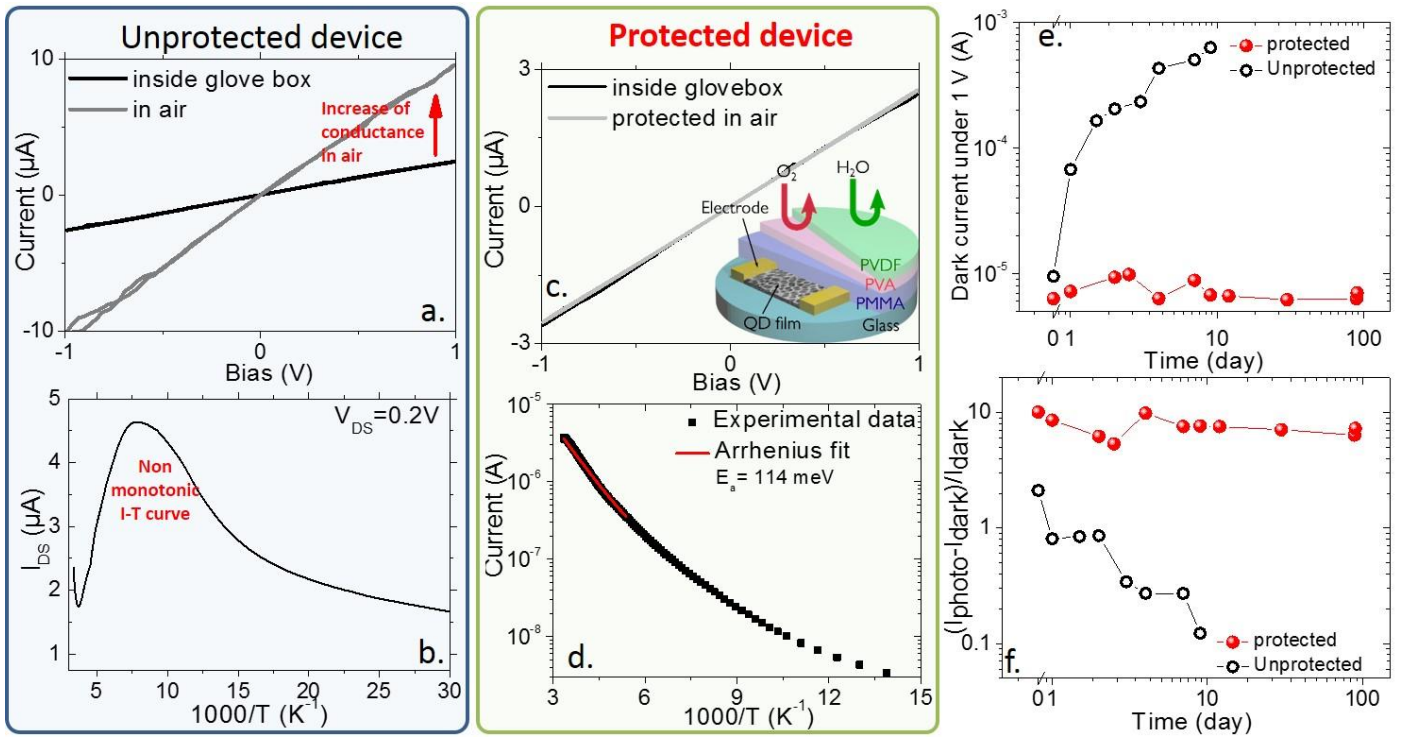 Unprotected device
10
0
-10
-1
0
1
Current (µA)
Bias (V)
inside glove box
in air
Increase of
conductance
in air
a.
5
4
3
2
1
5
10
15
20
25
30
I_DS (µA)
1000/T (K⁻¹)
V_DS=0.2V
Non
monotonic
I-T curve
b.
Protected device
3
0
-3
-1
0
1
Current (µA)
Bias (V)
inside glovebox
protected in air
O₂
H₂O
Electrode
PVDF
PVA
PMMA
Glass
QD film
c.
10⁻⁵
10⁻⁶
10⁻⁷
10⁻⁸
3
6
9
12
15
Current (A)
1000/T (K⁻¹)
Experimental data
Arrhenius fit
E_a= 114 meV
d.
e.
10⁻³
10⁻⁴
10⁻⁵
0
1
10
100
Dark current under 1 V (A)
Time (day)
protected
Unprotected
10
1
0.1
0
1
10
100
(Iphoto-Idark)/Idark
Time (day)
protected
Unprotected
f.